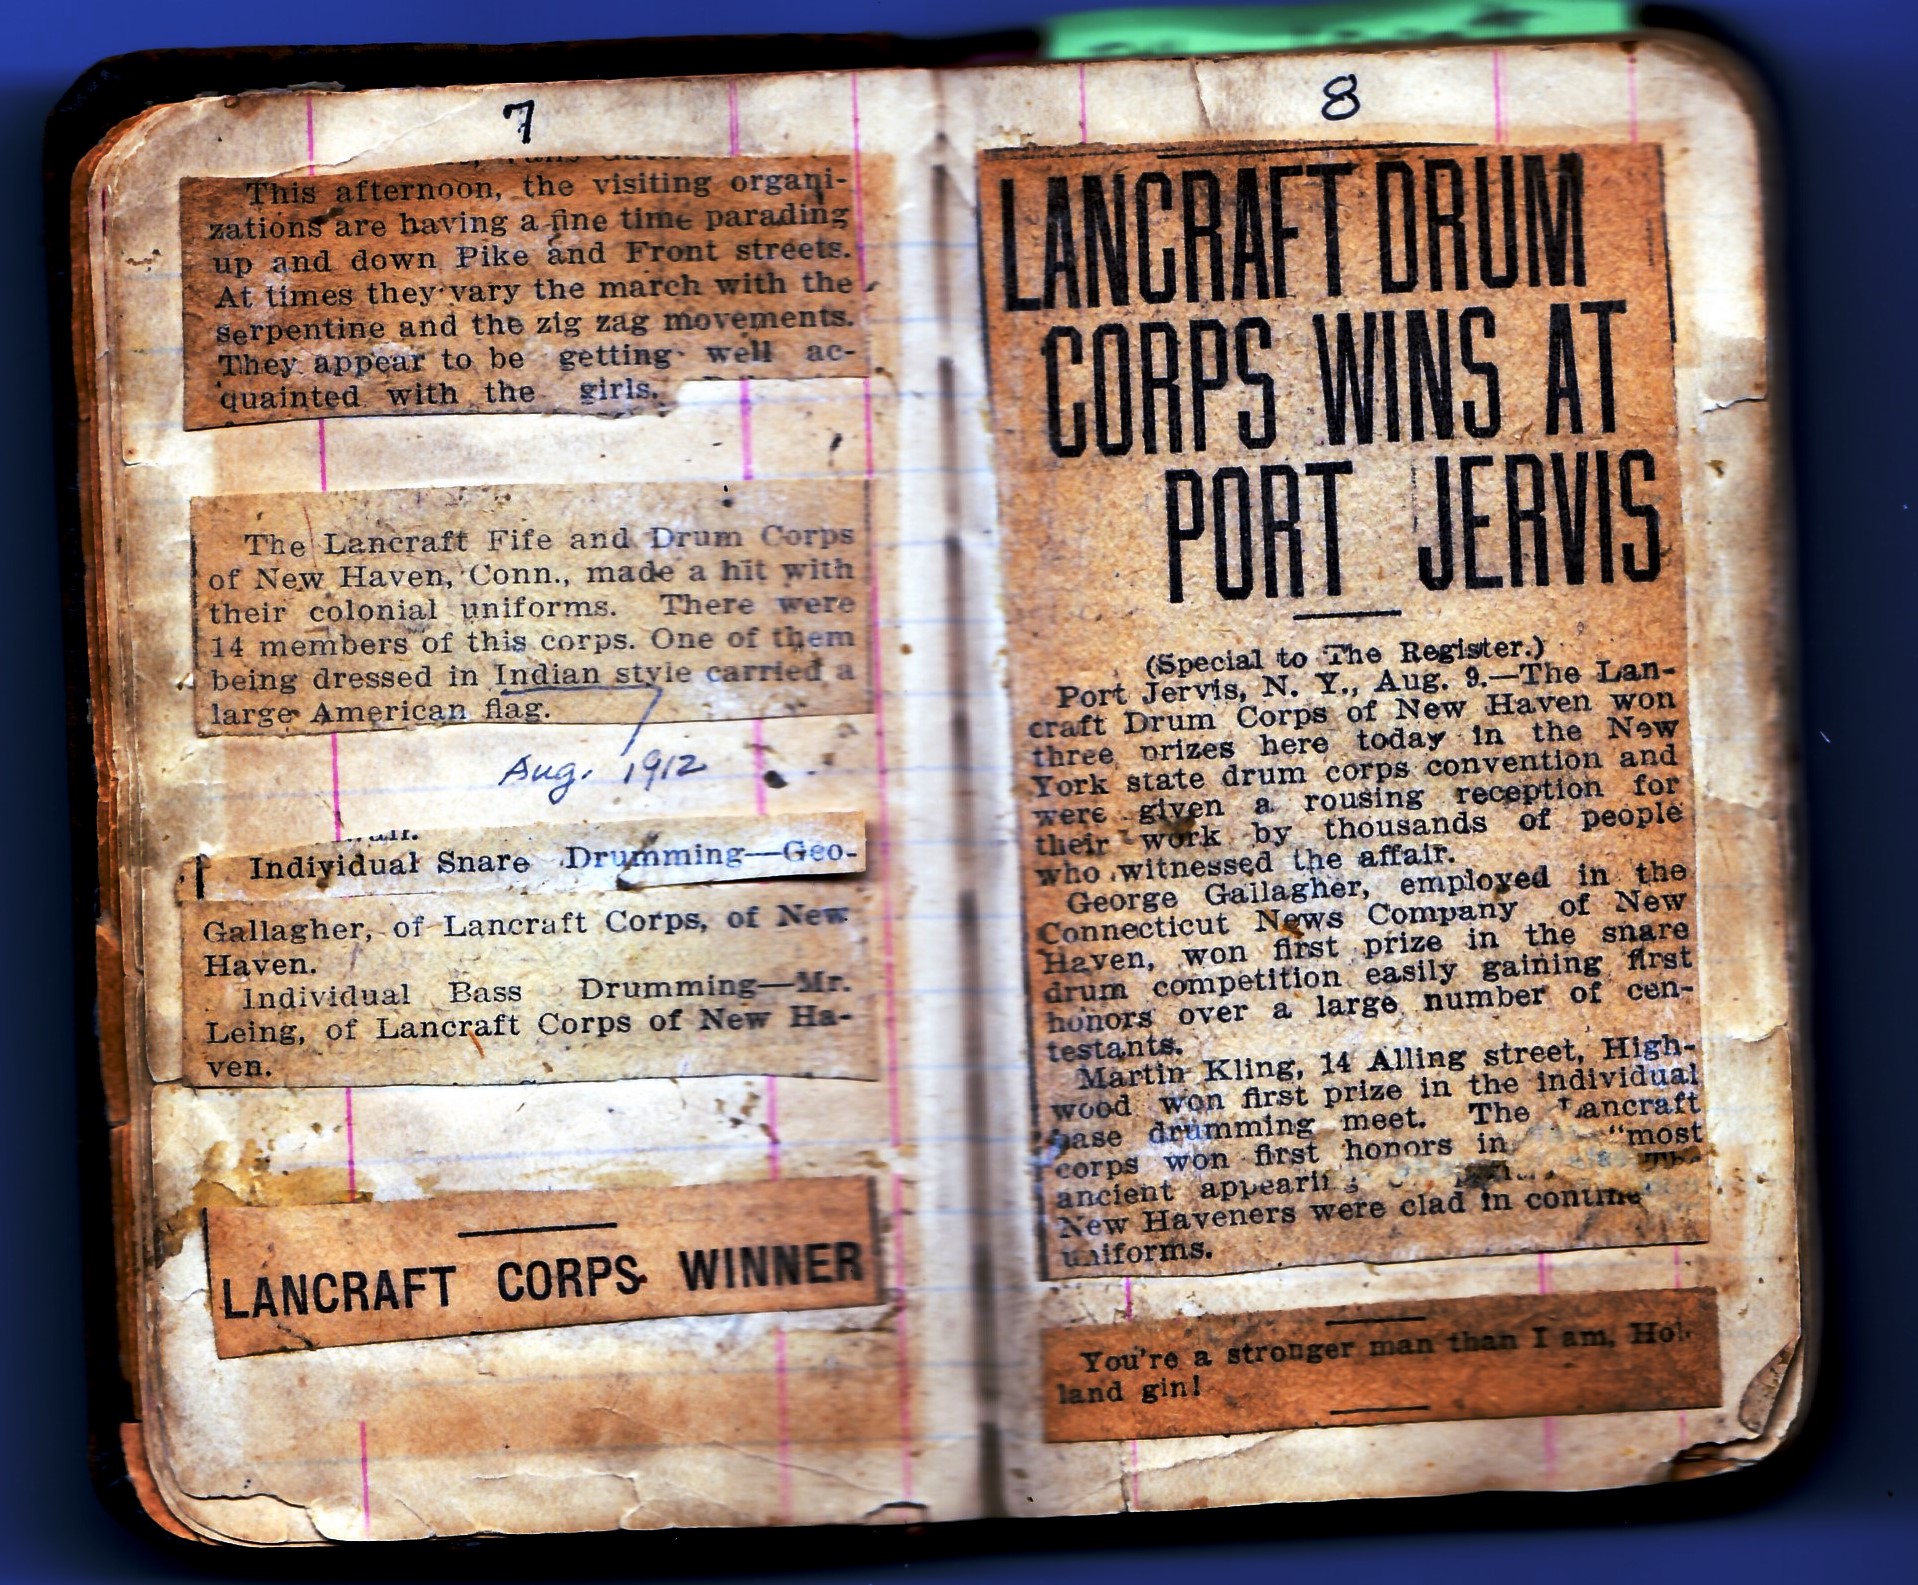 7
This afternoon, the visiting organi-
zations are having a fine time parading
up and down Pike and Front streets.
At times they vary the march with the
serpentine and the zig zag movements.
They appear to be getting well ac-
quainted with the girls.
The Lancraft Fife and Drum Corps
of New Haven, Conn., made a hit with
their colonial uniforms. There were
14 members of this corps. One of them
being dressed in Indian style carried a
large American flag.
Aug. 1912
Individual Snare Drumming—Geo.
Gallagher, of Lancraft Corps, of New
Haven.
Individual Bass Drumming—Mr.
Leing, of Lancraft Corps of New Ha-
ven.
LANCRAFT CORPS WINNER
8
LANCRAFT DRUM
CORPS WINS AT
PORT JERVIS
(Special to The Register.)
Port Jervis, N. Y., Aug. 9.—The Lan-
craft Drum Corps of New Haven won
three prizes here today in the New
York state drum corps convention and
were given a rousing reception for
their work by thousands of people
who witnessed the affair.
George Gallagher, employed in the
Connecticut News Company of New
Haven, won first prize in the snare
drum competition easily gaining first
honors over a large number of con-
testants.
Martin Kling, 14 Alling street, High-
wood won first prize in the individual
base drumming meet. The Lancraft
corps won first honors in "most
ancient
New Haveners were clad in
uniforms.
You're a stronger man than I am, Hol-
land gin!